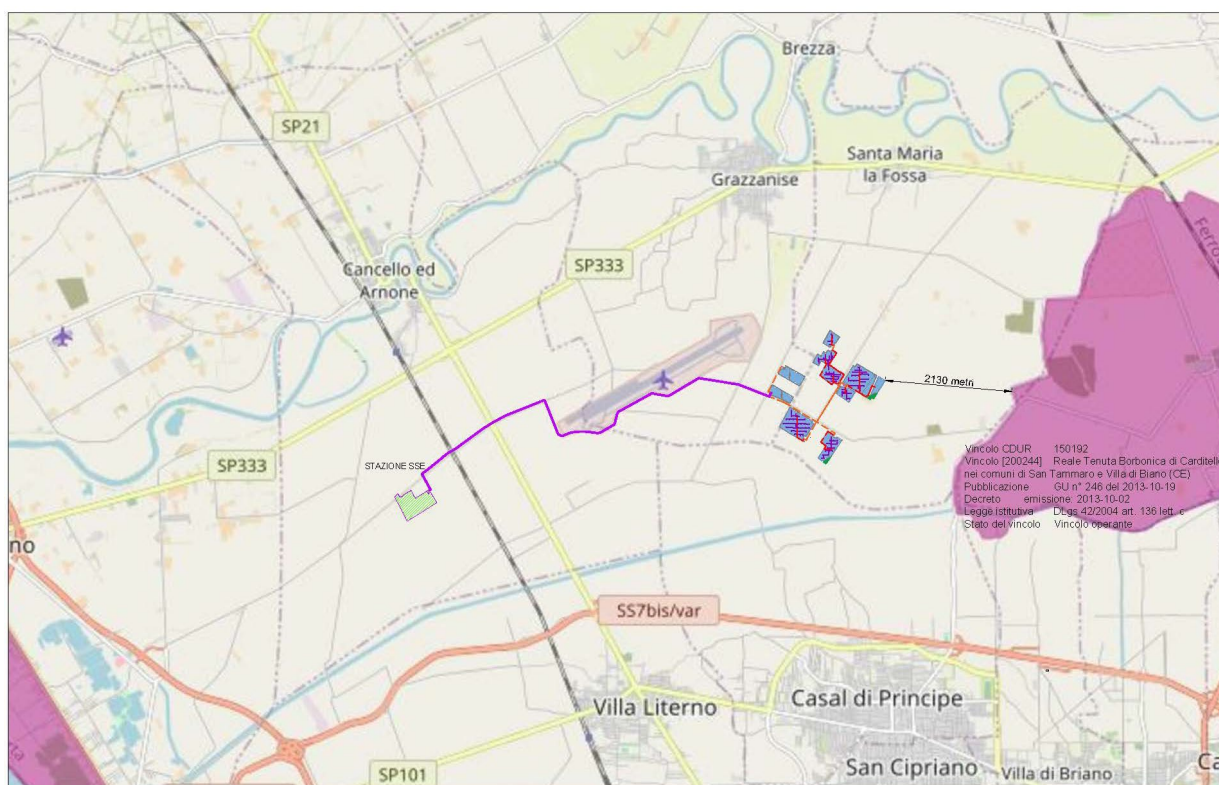 Brezza
SP21
Santa Maria
la Fossa
Grazzanise
Cancello ed
Arnone
SP333
2130 metri
STAZIONE SSE
SP333
Vincolo CDUR 150192
Vincolo [200244] Reale Tenuta Borbonica di Carditell
nei comuni di San Tammaro e Villa di Biano (CE)
Pubblicazione GU n° 246 del 2013-10-19
Decreto emissione: 2013-10-02
Legge istitutiva DLgs 42/2004 art. 136 lett. c
Stato del vincolo Vincolo operante
no
SS7bis/var
Villa Literno
Casal di Principe
San Cipriano
Villa di Briano
Ca
SP101